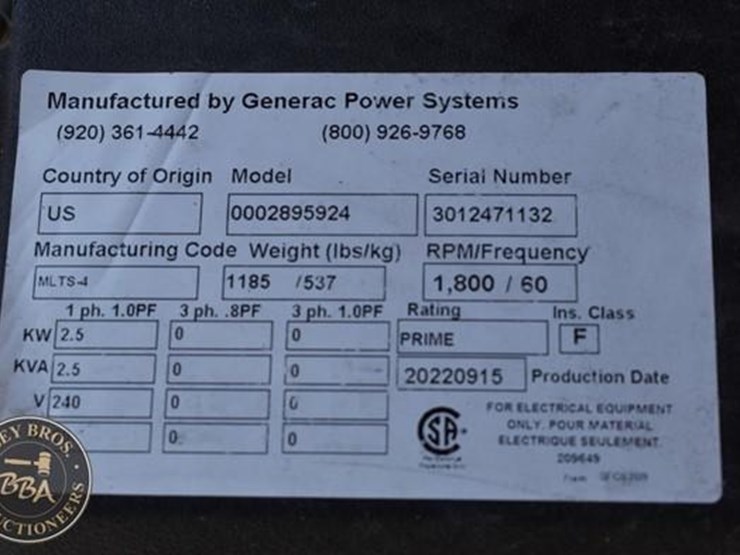 Manufactured by Generac Power Systems
(920) 361-4442 (800) 926-9768
Country of Origin Model Serial Number
US 0002895924 3012471132
Manufacturing Code Weight (lbs/kg) RPM/Frequency
MLTS-4 1185 /537 1,800 / 60
1 ph. 1.0PF 3 ph. .8PF 3 ph. 1.0PF Rating Ins. Class
KW 2.5 0 0 PRIME F
KVA 2.5 0 0 20220915 Production Date
V 240 0 0
0 0
SA
FOR ELECTRICAL EQUIPMENT
ONLY. POUR MATERIAL
ELECTRIQUE SEULEMENT.
209649
EY BROS.
BBA
CTIONEERS